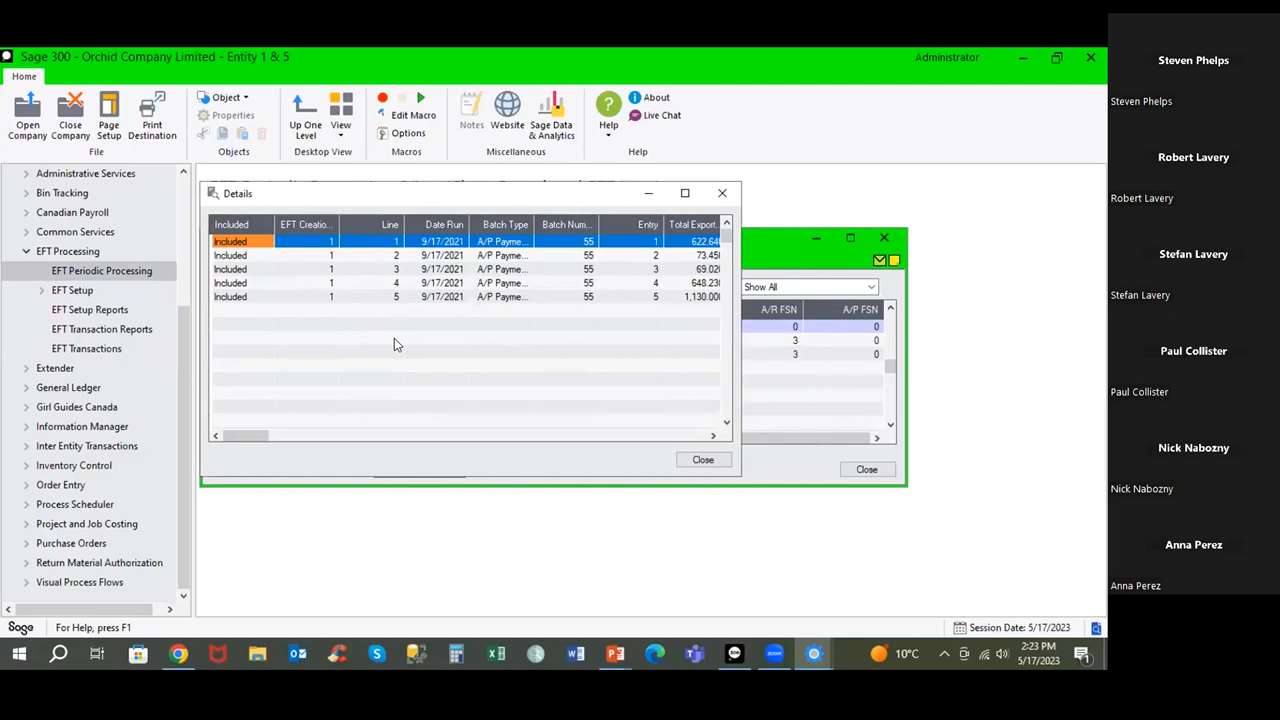 Sage 300 - Orchid Company Limited - Entity 1 & 5
Administrator
Home
Open Company
Close Company
Page Setup
Print Destination
File
Object
Properties
Objects
Up One Level
View
Desktop View
Edit Macro
Options
Macros
Notes
Website
Sage Data & Analytics
Miscellaneous
Help
About
Live Chat
Help
Administrative Services
Bin Tracking
Canadian Payroll
Common Services
EFT Processing
EFT Periodic Processing
EFT Setup
EFT Setup Reports
EFT Transaction Reports
EFT Transactions
Extender
General Ledger
Girl Guides Canada
Information Manager
Inter Entity Transactions
Inventory Control
Order Entry
Process Scheduler
Project and Job Costing
Purchase Orders
Return Material Authorization
Visual Process Flows
Details
Included EFT Creatio... Line Date Run Batch Type Batch Num... Entry Total Export.
Included 1 1 9/17/2021 A/P Payme... 55 1 622.640
Included 1 2 9/17/2021 A/P Payme... 55 2 73.450
Included 1 3 9/17/2021 A/P Payme... 55 3 69.020
Included 1 4 9/17/2021 A/P Payme... 55 4 648.230
Included 1 5 9/17/2021 A/P Payme... 55 5 1,130.000
Close
Show All
A/R FSN A/P FSN
0 0
3 0
3 0
Close
Sage For Help, press F1
Session Date: 5/17/2023
10°C
2:23 PM
5/17/2023
1
Steven Phelps
Steven Phelps
Robert Lavery
Robert Lavery
Stefan Lavery
Stefan Lavery
Paul Collister
Paul Collister
Nick Nabozny
Nick Nabozny
Anna Perez
Anna Perez